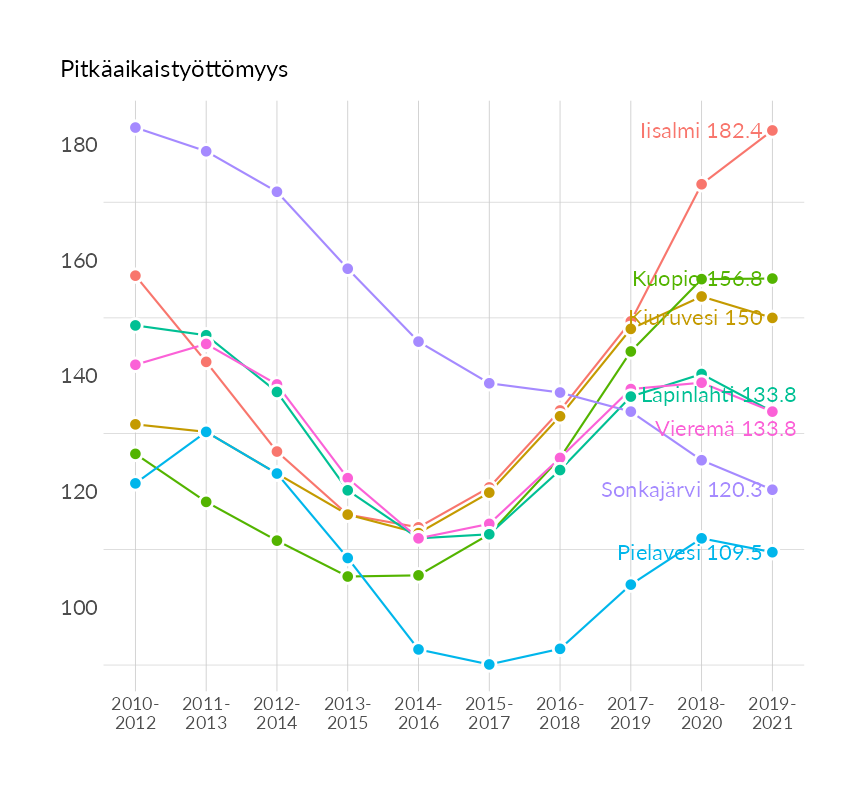 Pitkäaikaistyöttömyys
180
160
140
120
100
Iisalmi 182.4
Kuopio 156.8
Kiuruvesi 150
Lapinlahti 133.8
Vieremä 133.8
Sonkajärvi 120.3
Pielavesi 109.5
2010- 2011- 2012- 2013- 2014- 2015- 2016- 2017- 2018- 2019-
2012 2013 2014 2015 2016 2017 2018 2019 2020 2021